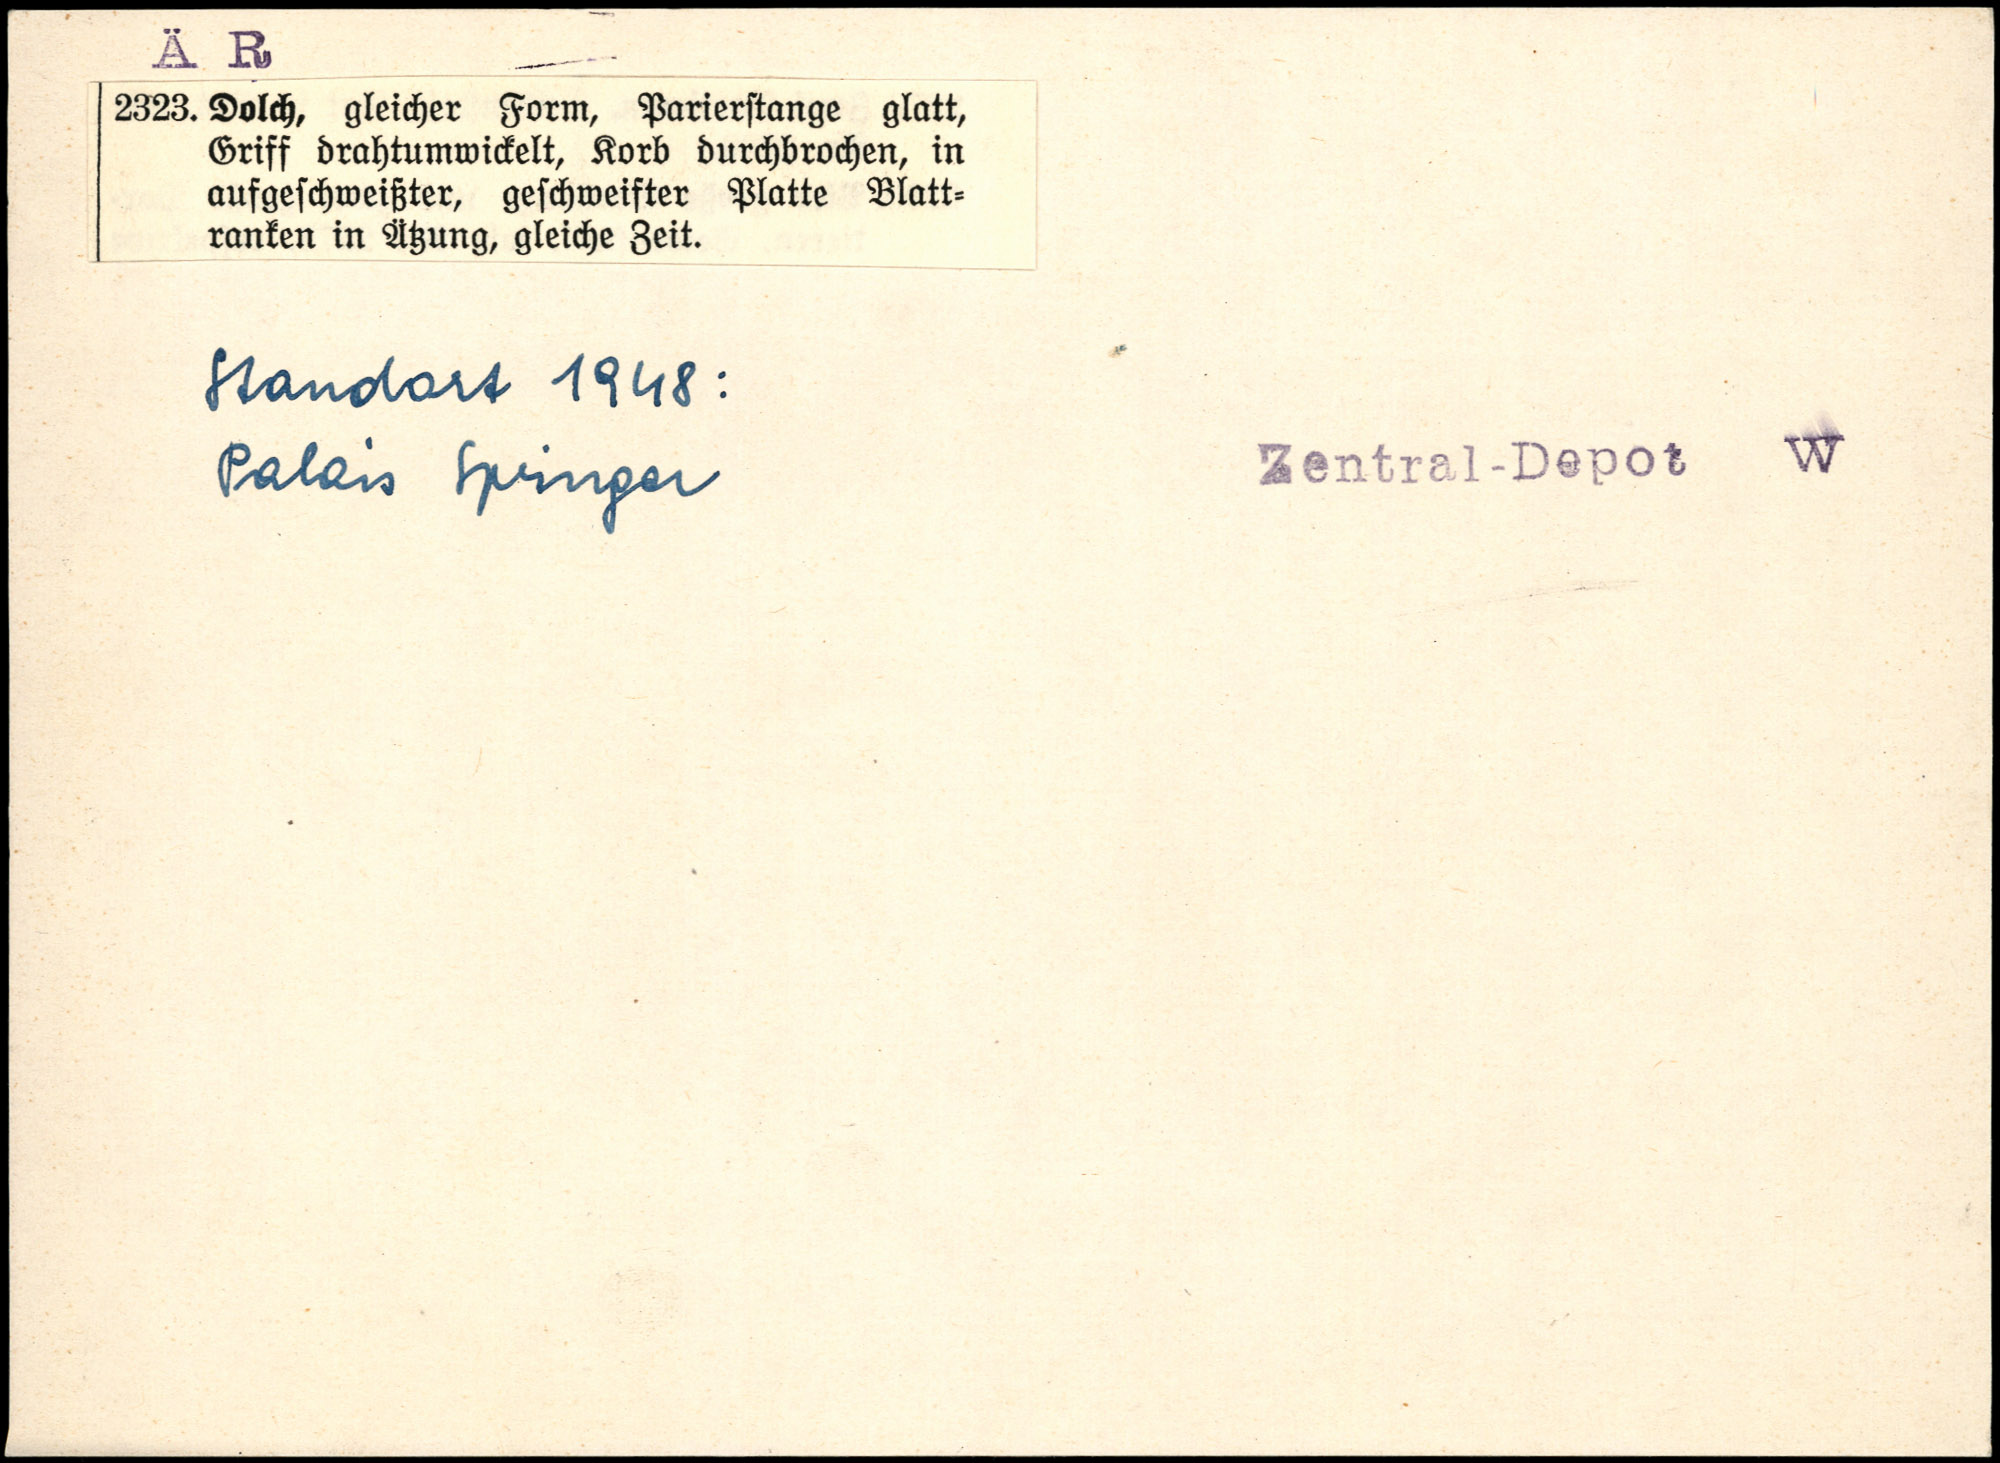 Ä R
2323. Dolch, gleicher Form, Parierstange glatt,
Griff drahtumwickelt, Korb durchbrochen, in
aufgeschweißter, geschweifter Platte Blatt-
ranken in Ätzung, gleiche Zeit.
Standort 1948:
Palais Springer
Zentral-Depot W